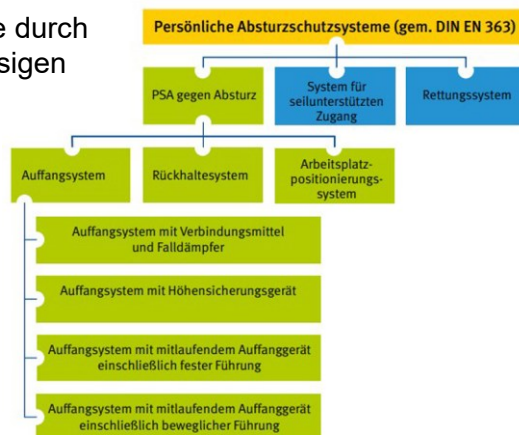 e durch
sigen
Persönliche Absturzschutzsysteme (gem. DIN EN 363)
PSA gegen Absturz
System für
seilunterstützten
Zugang
Rettungssystem
Auffangsystem
Rückhaltesystem
Arbeitsplatz-
positionierungs-
system
Auffangsystem mit Verbindungsmittel
und Falldämpfer
Auffangsystem mit Höhensicherungsgerät
Auffangsystem mit mitlaufendem Auffanggerät
einschließlich fester Führung
Auffangsystem mit mitlaufendem Auffanggerät
einschließlich beweglicher Führung